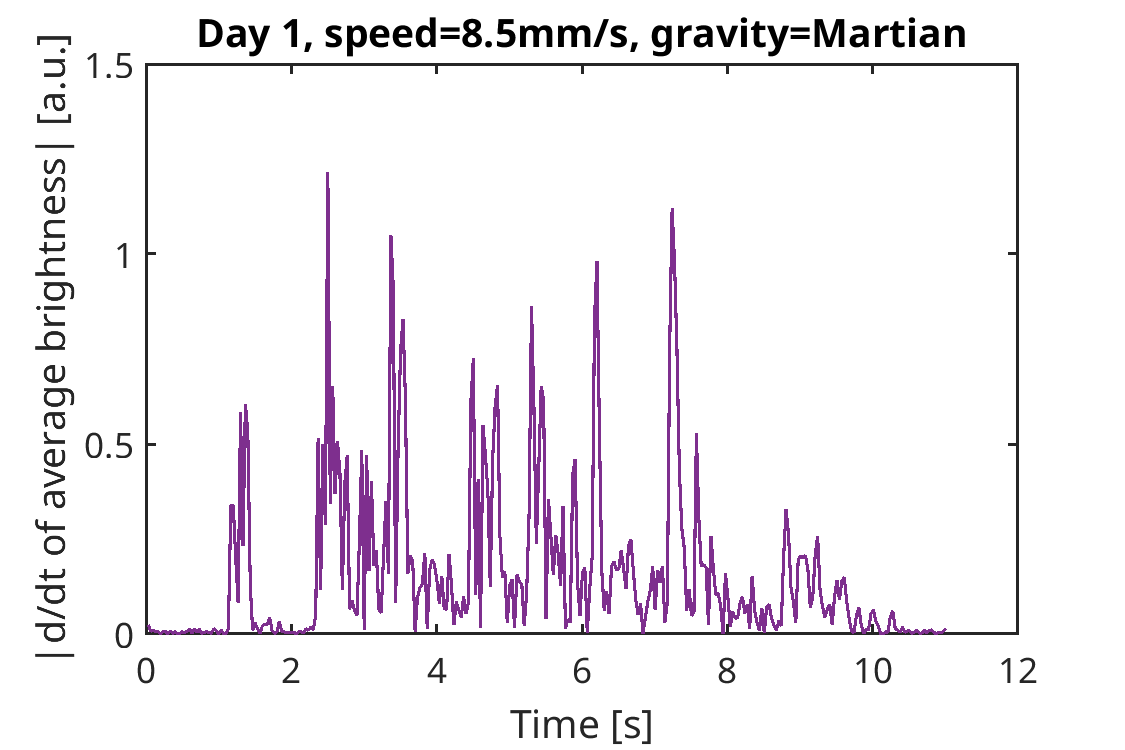 Day 1, speed=8.5mm/s, gravity=Martian
|d/dt of average brightness| [a.u.]
1.5
1
0.5
0
0 2 4 6 8 10 12
Time [s]